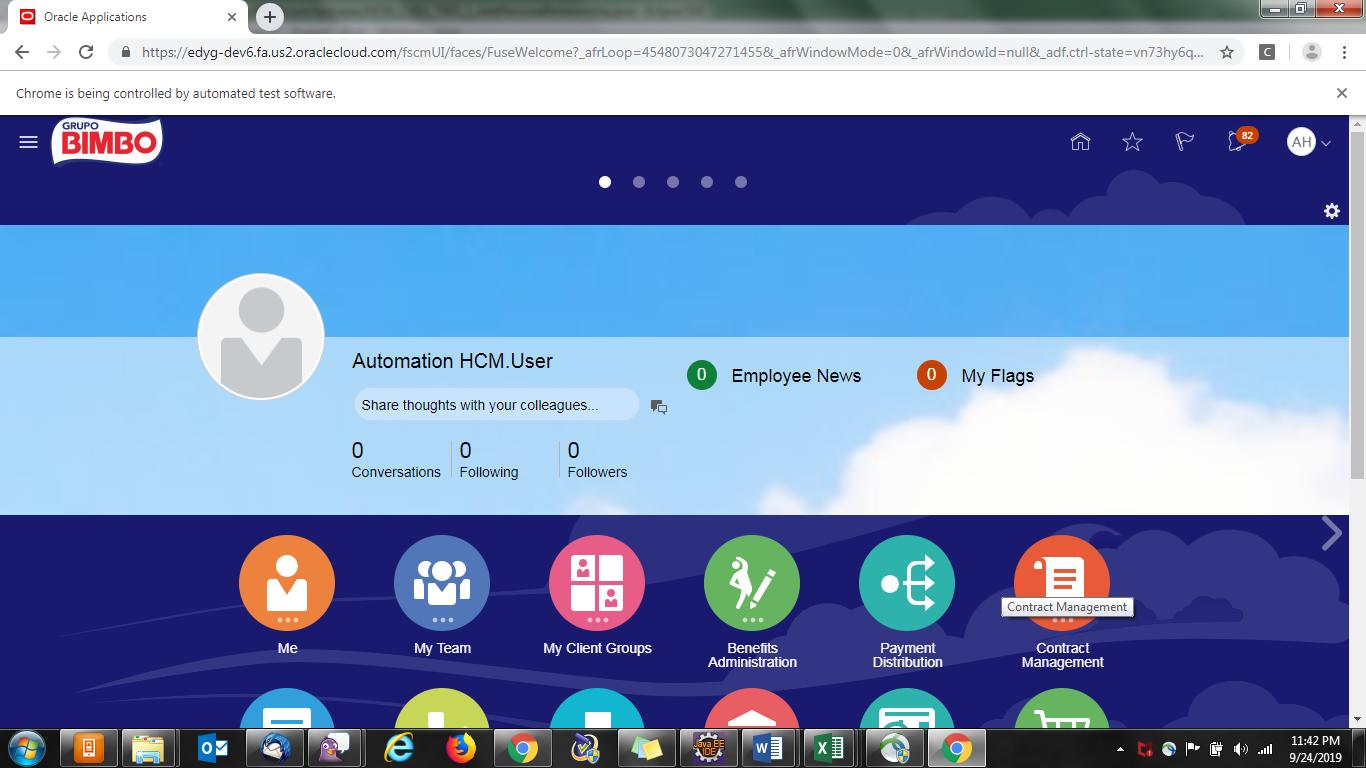 Oracle Applications
https://edyg-dev6.fa.us2.oraclecloud.com/fscmUI/faces/FuseWelcome?_afrLoop=4548073047271455&_afrWindowMode=0&_afrWindowId=null&_adf.ctrl-state=vn73hy6q...
C
Chrome is being controlled by automated test software.
GRUPO
BIMBO
82
AH
Automation HCM.User
0 Employee News
0 My Flags
Share thoughts with your colleagues...
0 0 0
Conversations Following Followers
Contract Management
Me
My Team
My Client Groups
Benefits
Administration
Payment
Distribution
Contract
Management
Java EE
IDE
11:42 PM
9/24/2019